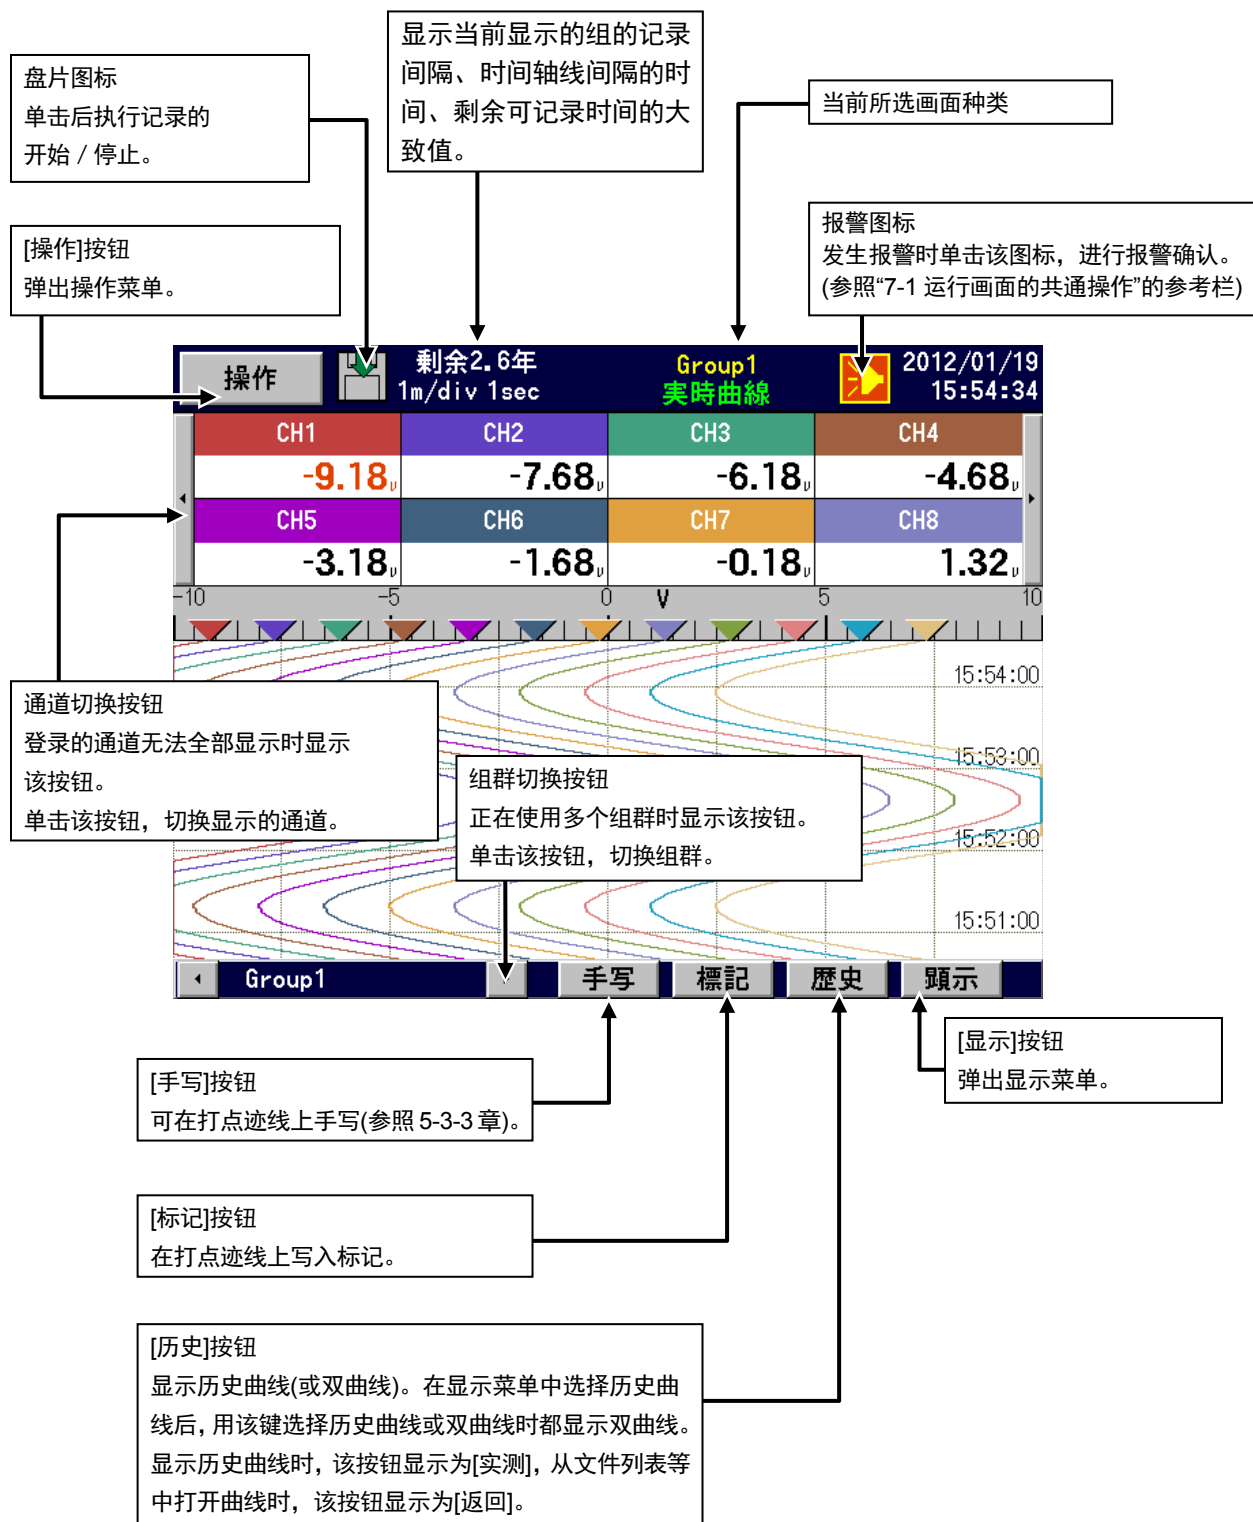 显示当前显示的组的记录
间隔、时间轴线间隔的时
间、剩余可记录时间的大
致值。
盘片图标
单击后执行记录的
开始 / 停止。
当前所选画面种类
[操作]按钮
弹出操作菜单。
报警图标
发生报警时单击该图标，进行报警确认。
(参照“7-1 运行画面的共通操作”的参考栏)
操作
剩余2.6年
1m/div 1sec
Group1
実時曲線
2012/01/19
15:54:34
CH1 CH2 CH3 CH4
-9.18V -7.68V -6.18V -4.68V
CH5 CH6 CH7 CH8
-3.18V -1.68V -0.18V 1.32V
-10 -5 0 V 5 10
15:54:00
15:53:00
15:52:00
15:51:00
通道切换按钮
登录的通道无法全部显示时显示
该按钮。
单击该按钮，切换显示的通道。
组群切换按钮
正在使用多个组群时显示该按钮。
单击该按钮，切换组群。
Group1 手写 標記 歴史 顕示
[显示]按钮
弹出显示菜单。
[手写]按钮
可在打点迹线上手写(参照 5-3-3 章)。
[标记]按钮
在打点迹线上写入标记。
[历史]按钮
显示历史曲线(或双曲线)。在显示菜单中选择历史曲
线后，用该键选择历史曲线或双曲线时都显示双曲线。
显示历史曲线时，该按钮显示为[实测]，从文件列表等
中打开曲线时，该按钮显示为[返回]。